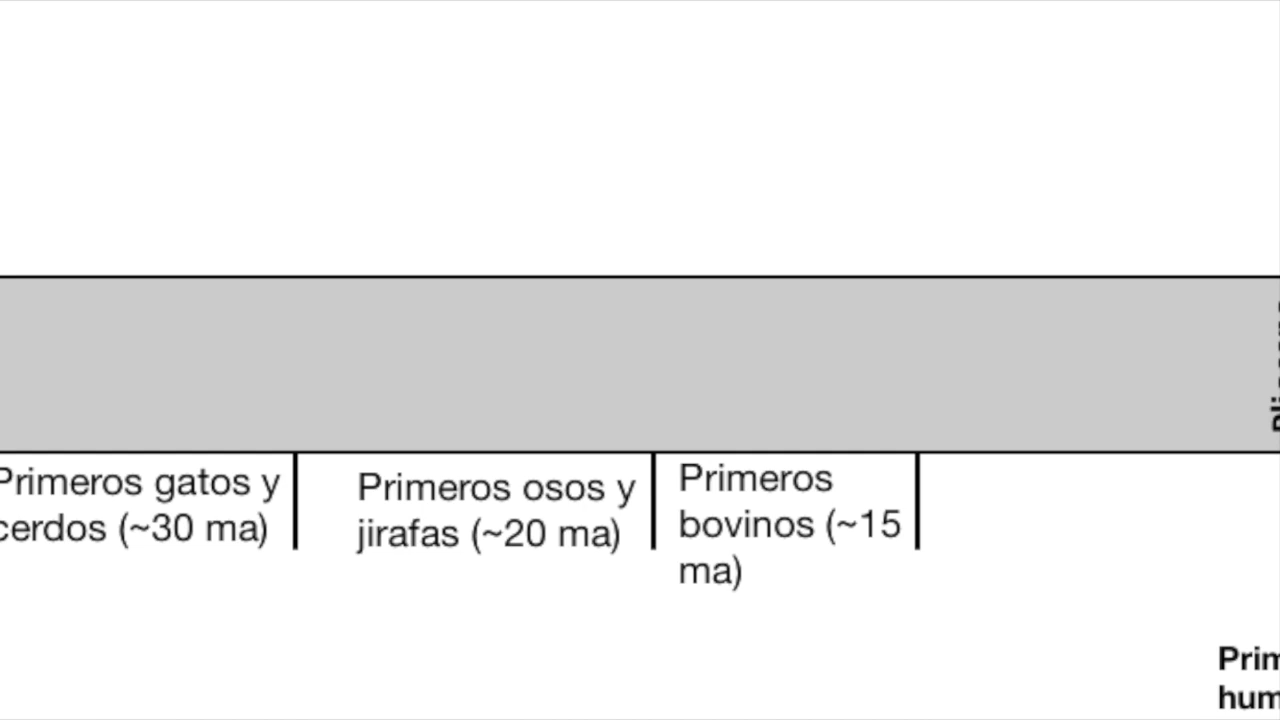 Primeros gatos y
cerdos (~30 ma)
Primeros osos y
jirafas (~20 ma)
Primeros
bovinos (~15
ma)